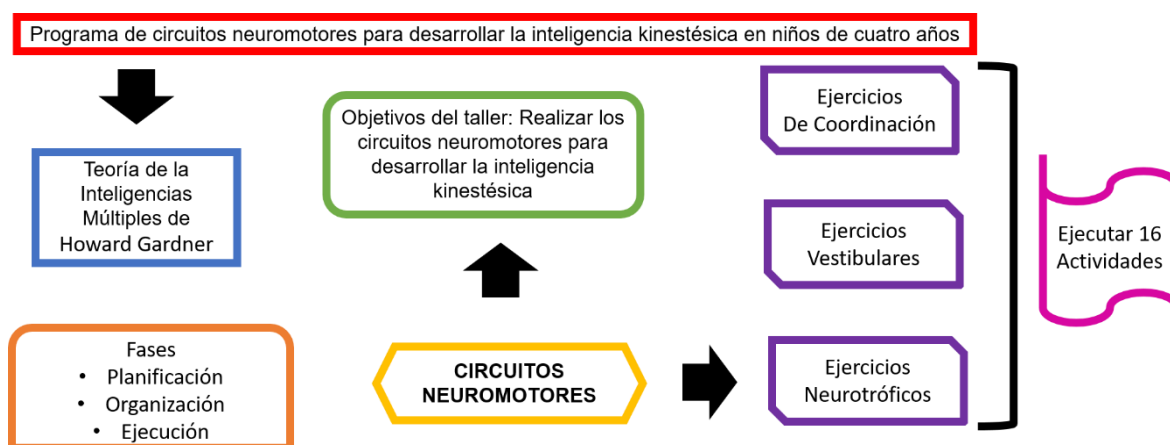 Programa de circuitos neuromotores para desarrollar la inteligencia kinestésica en niños de cuatro años
Teoría de la
Inteligencias
Múltiples de
Howard Gardner
Objetivos del taller: Realizar los
circuitos neuromotores para
desarrollar la inteligencia
kinestésica
Ejercicios
De Coordinación
Ejercicios
Vestibulares
Ejercicios
Neurotróficos
Ejecutar 16
Actividades
Fases
• Planificación
• Organización
• Ejecución
CIRCUITOS
NEUROMOTORES